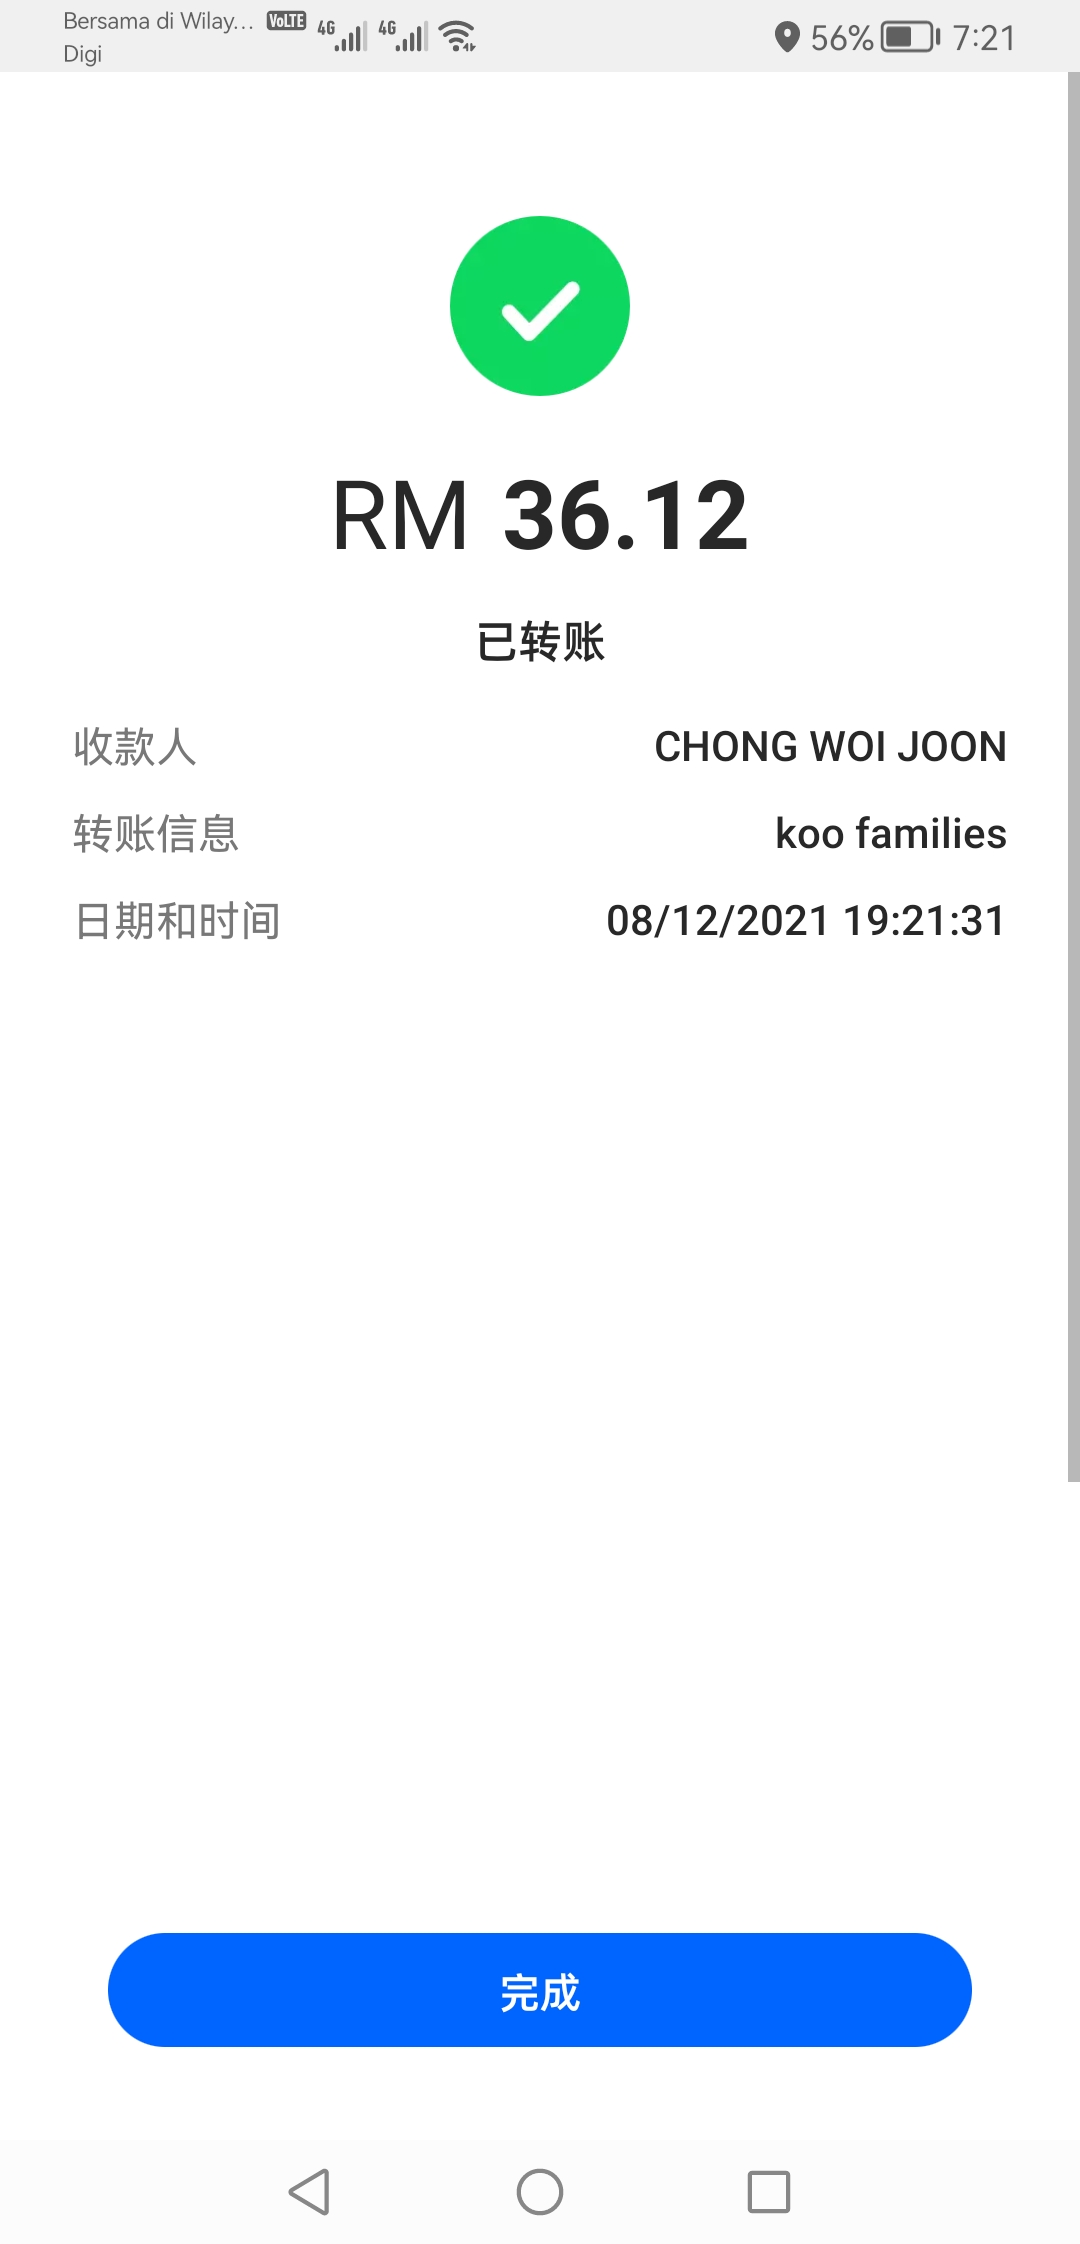 Bersama di Wilay...
Digi
VoLTE
4G
4G
56%
7:21
RM 36.12
已转账
收款人 CHONG WOI JOON
转账信息 koo families
日期和时间 08/12/2021 19:21:31
完成